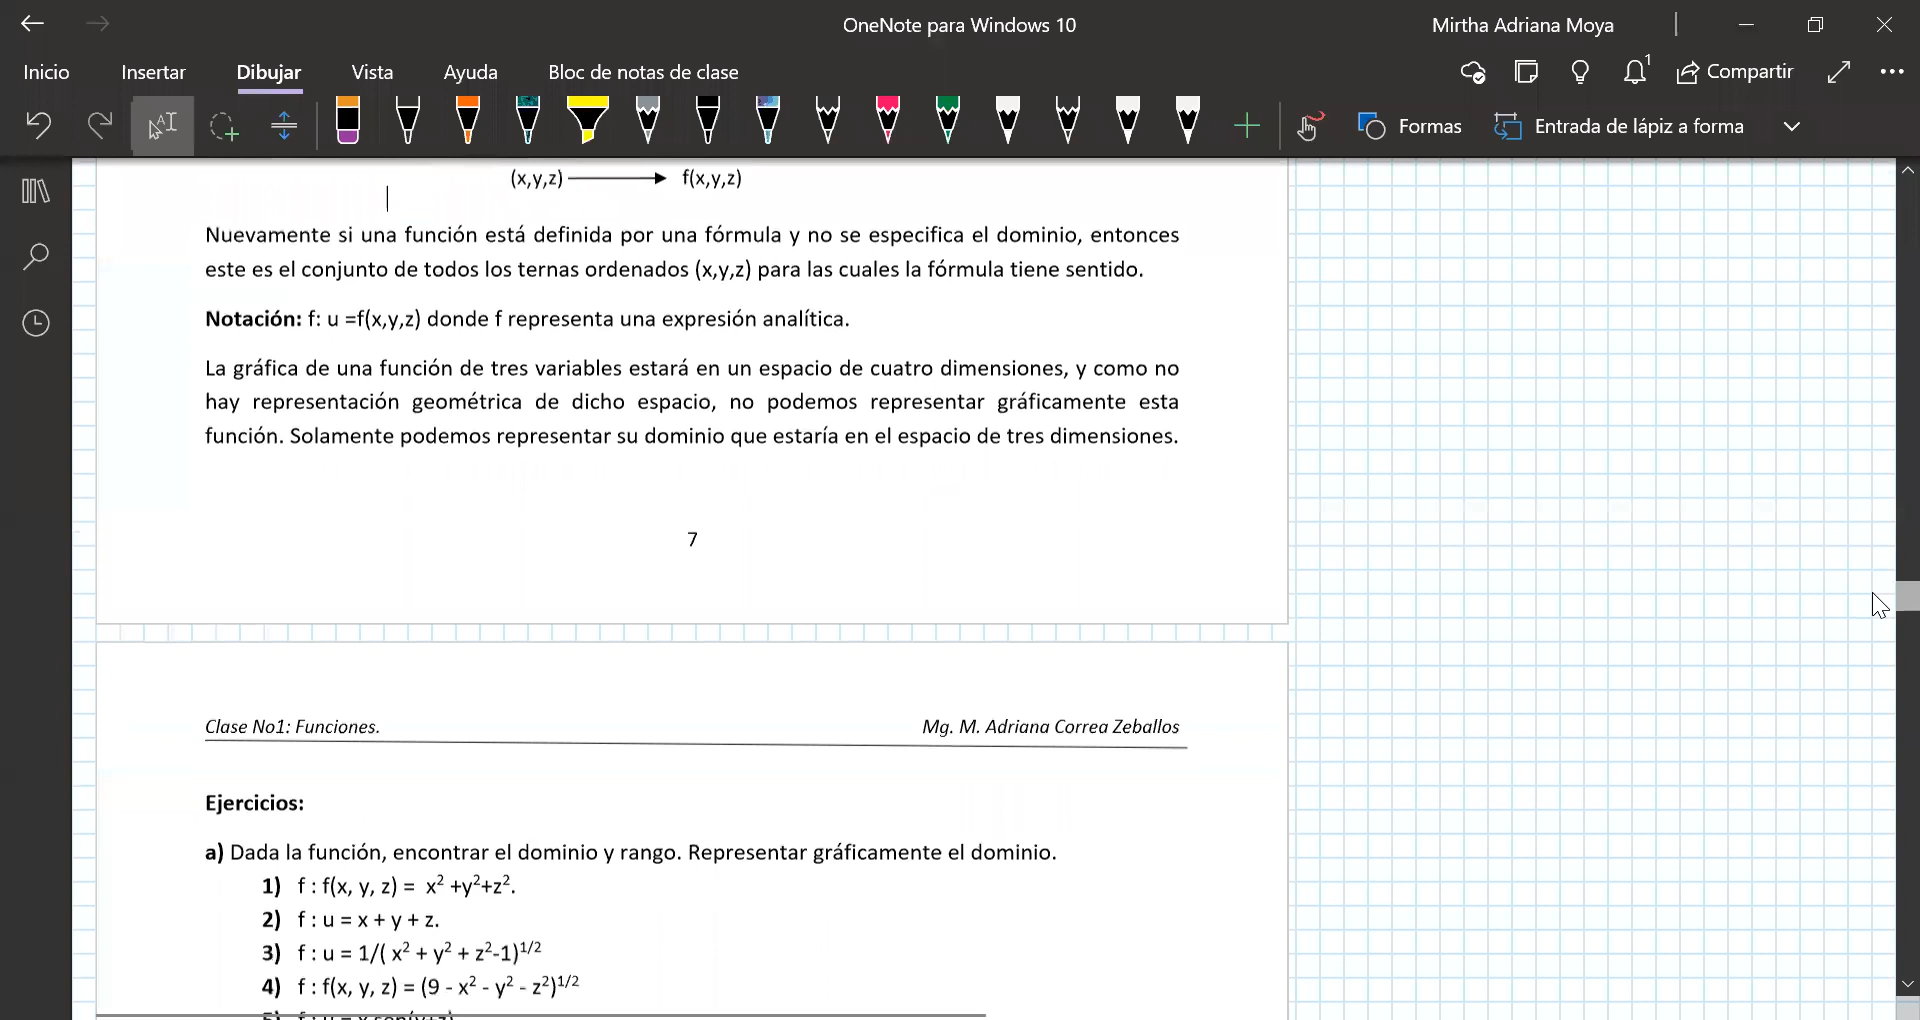 OneNote para Windows 10
Mirtha Adriana Moya
Inicio Insertar Dibujar Vista Ayuda Bloc de notas de clase
1 Compartir
Formas Entrada de lápiz a forma
(x,y,z) f(x,y,z)
Nuevamente si una función está definida por una fórmula y no se especifica el dominio, entonces
este es el conjunto de todos los ternas ordenados (x,y,z) para las cuales la fórmula tiene sentido.
Notación: f: u =f(x,y,z) donde f representa una expresión analítica.
La gráfica de una función de tres variables estará en un espacio de cuatro dimensiones, y como no
hay representación geométrica de dicho espacio, no podemos representar gráficamente esta
función. Solamente podemos representar su dominio que estaría en el espacio de tres dimensiones.
7
Clase No1: Funciones. Mg. M. Adriana Correa Zeballos
Ejercicios:
a) Dada la función, encontrar el dominio y rango. Representar gráficamente el dominio.
1) f : f(x, y, z) = x² +y²+z².
2) f : u = x + y + z.
3) f : u = 1/( x² + y² + z²-1)^1/2
4) f : f(x, y, z) = (9 - x² - y² - z²)^1/2